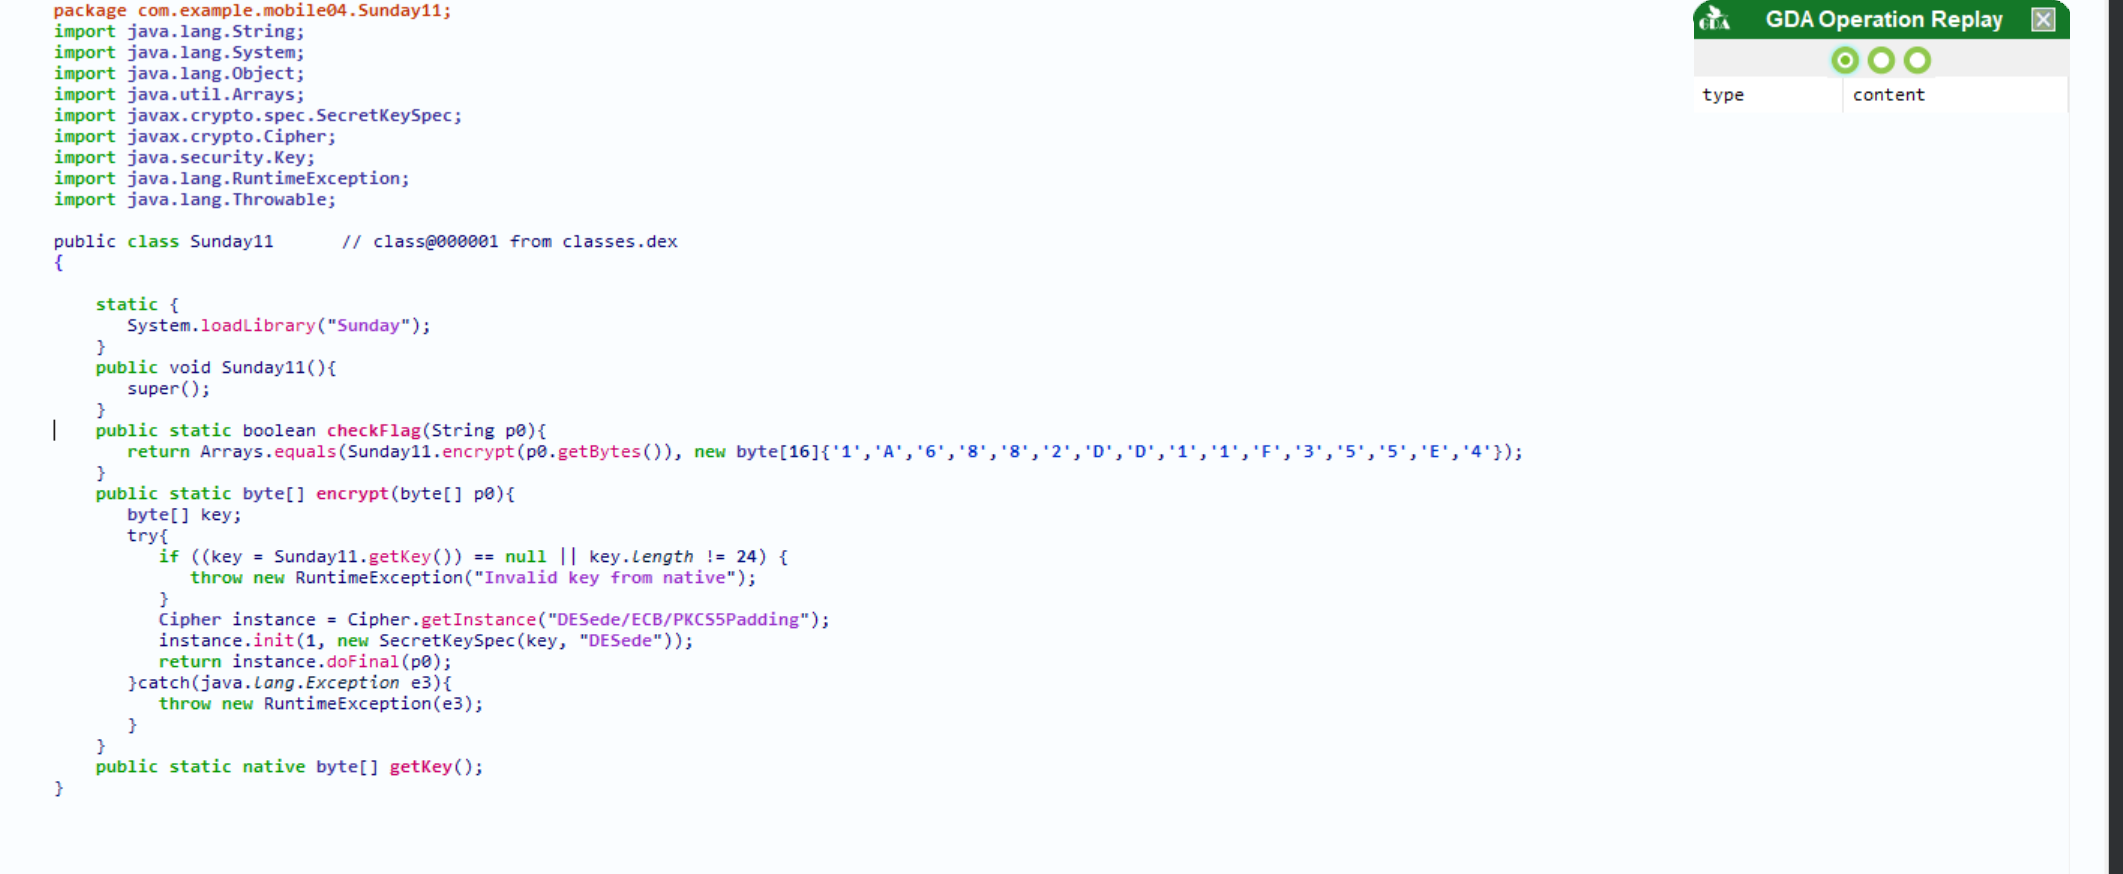 package com.example.mobile04.Sunday11;
import java.lang.String;
import java.lang.System;
import java.lang.Object;
import java.util.Arrays;
import javax.crypto.spec.SecretKeySpec;
import javax.crypto.Cipher;
import java.security.Key;
import java.lang.RuntimeException;
import java.lang.Throwable;
public class Sunday11 // class@000001 from classes.dex
{
static {
System.loadLibrary("Sunday");
}
public void Sunday11(){
super();
}
public static boolean checkFlag(String p0){
return Arrays.equals(Sunday11.encrypt(p0.getBytes()), new byte[16]{'1','A','6','8','8','2','D','D','1','1','F','3','5','5','E','4'});
}
public static byte[] encrypt(byte[] p0){
byte[] key;
try{
if ((key = Sunday11.getKey()) == null || key.length != 24) {
throw new RuntimeException("Invalid key from native");
}
Cipher instance = Cipher.getInstance("DESede/ECB/PKCS5Padding");
instance.init(1, new SecretKeySpec(key, "DESede"));
return instance.doFinal(p0);
}catch(java.lang.Exception e3){
throw new RuntimeException(e3);
}
}
public static native byte[] getKey();
}
GDA
GDA Operation Replay
type content